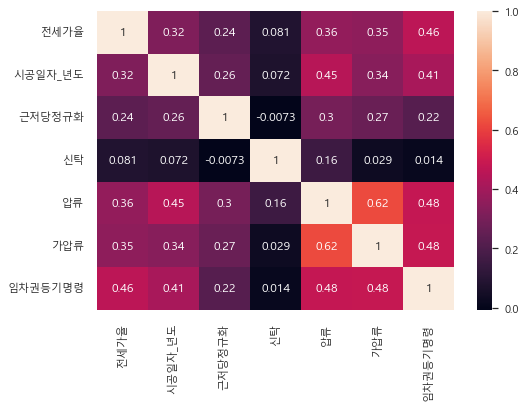 전세가율 1 0.32 0.24 0.081 0.36 0.35 0.46
시공일자_년도 0.32 1 0.26 0.072 0.45 0.34 0.41
근저당정규화 0.24 0.26 1 -0.0073 0.3 0.27 0.22
신탁 0.081 0.072 -0.0073 1 0.16 0.029 0.014
압류 0.36 0.45 0.3 0.16 1 0.62 0.48
가압류 0.35 0.34 0.27 0.029 0.62 1 0.48
임차권등기명령 0.46 0.41 0.22 0.014 0.48 0.48 1
전세가율
시공일자_년도
근저당정규화
신탁
압류
가압류
임차권등기명령
1.0
0.8
0.6
0.4
0.2
0.0